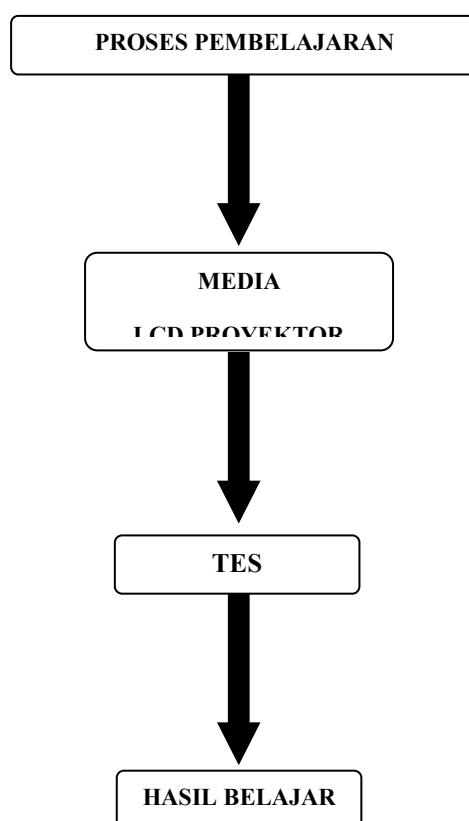 PROSES PEMBELAJARAN
MEDIA
LCD PROYEKTOR
TES
HASIL BELAJAR